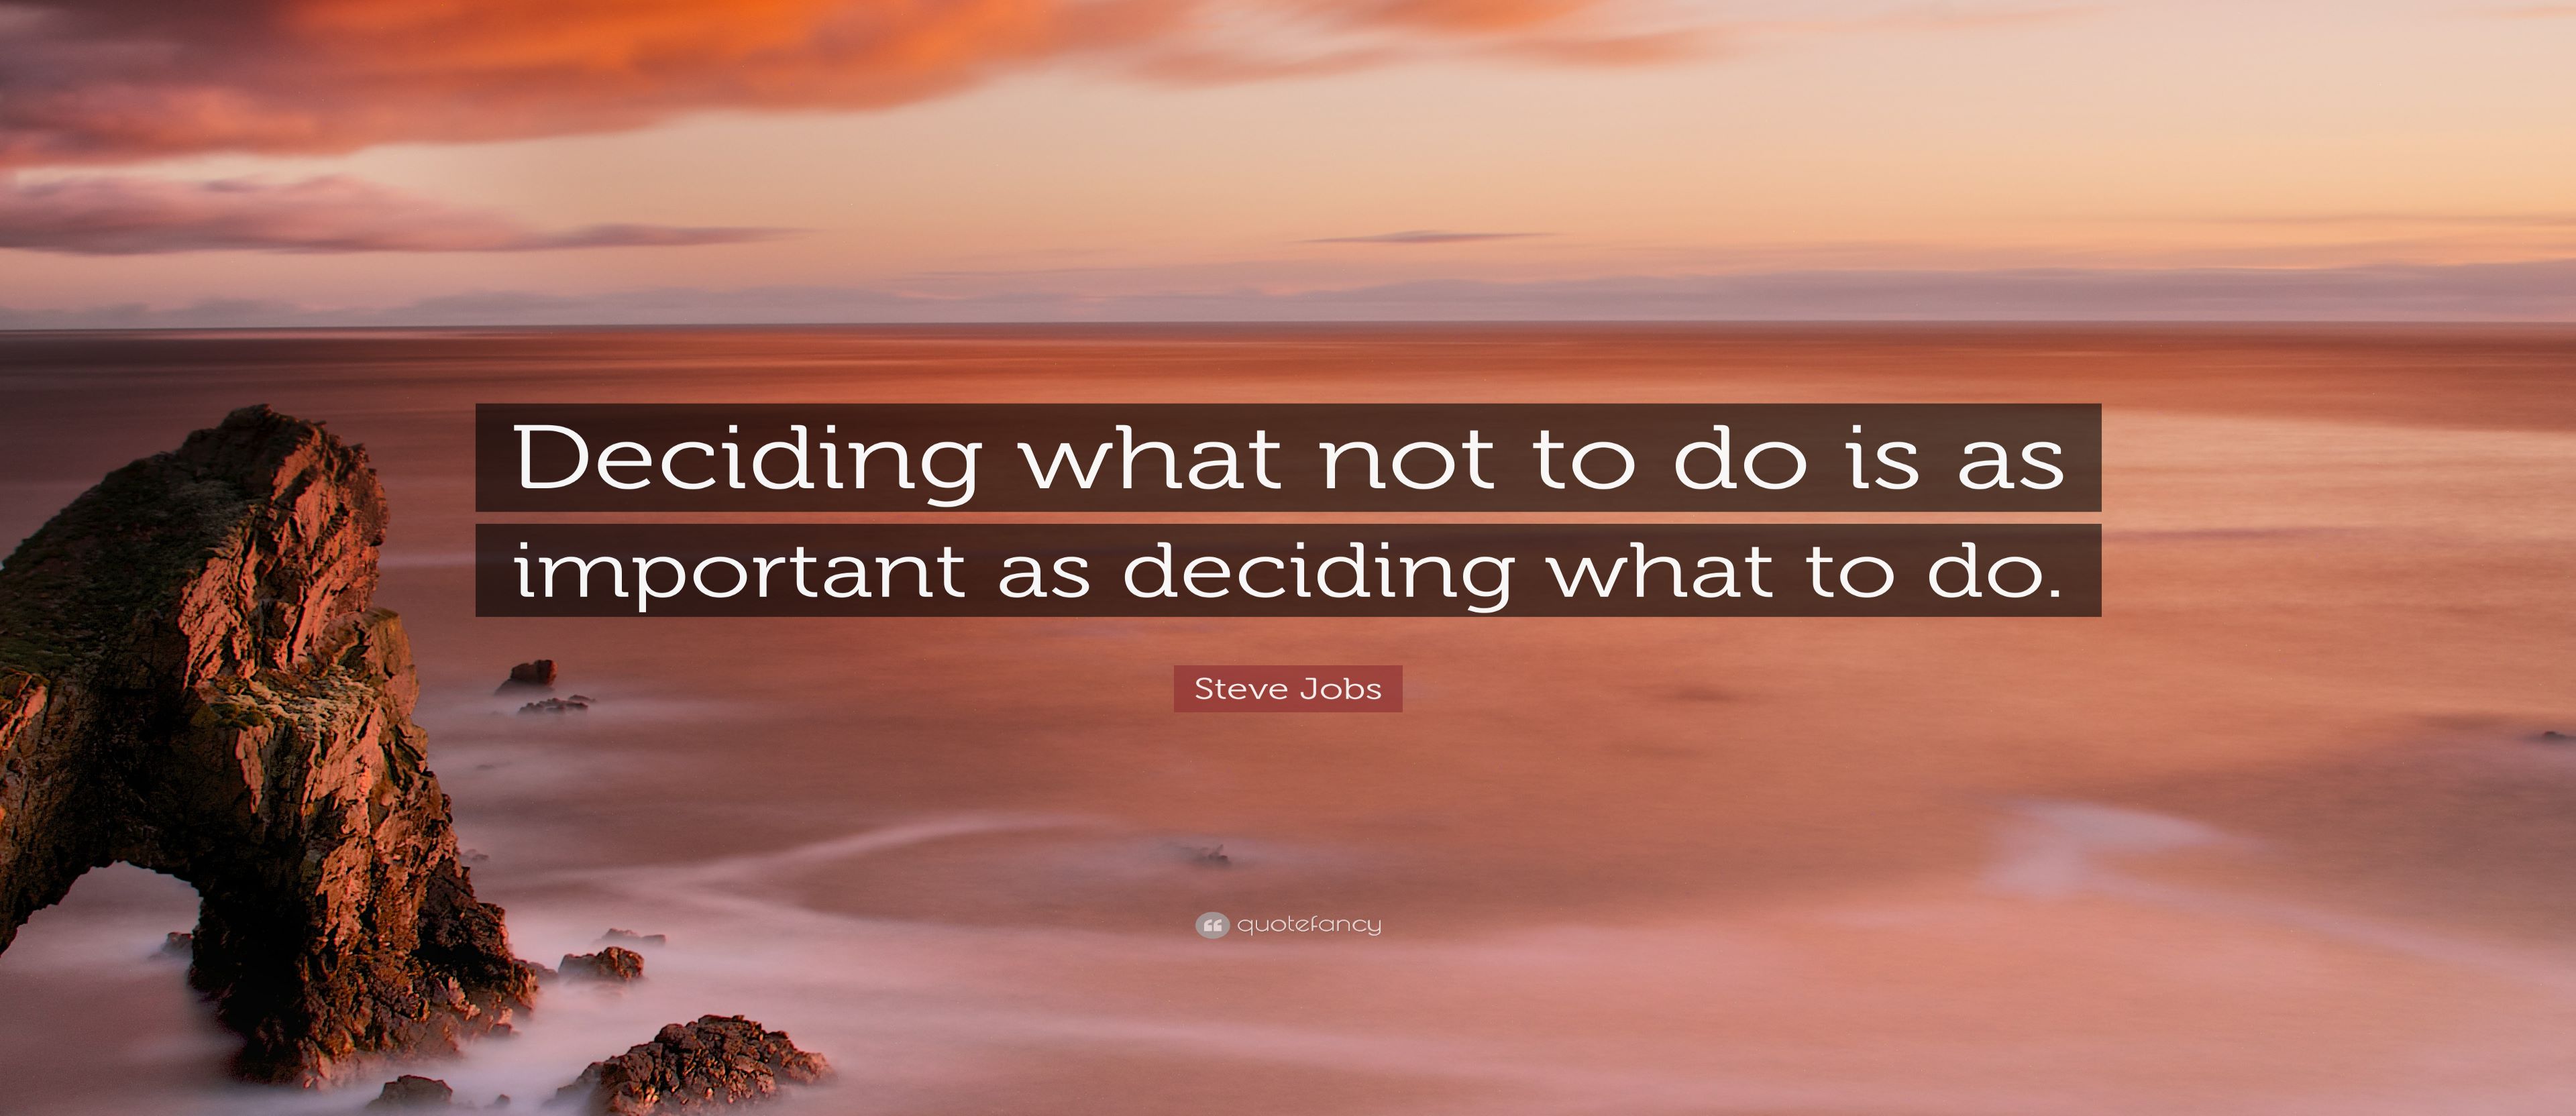 Deciding what not to do is as
important as deciding what to do.
Steve Jobs
quotefancy